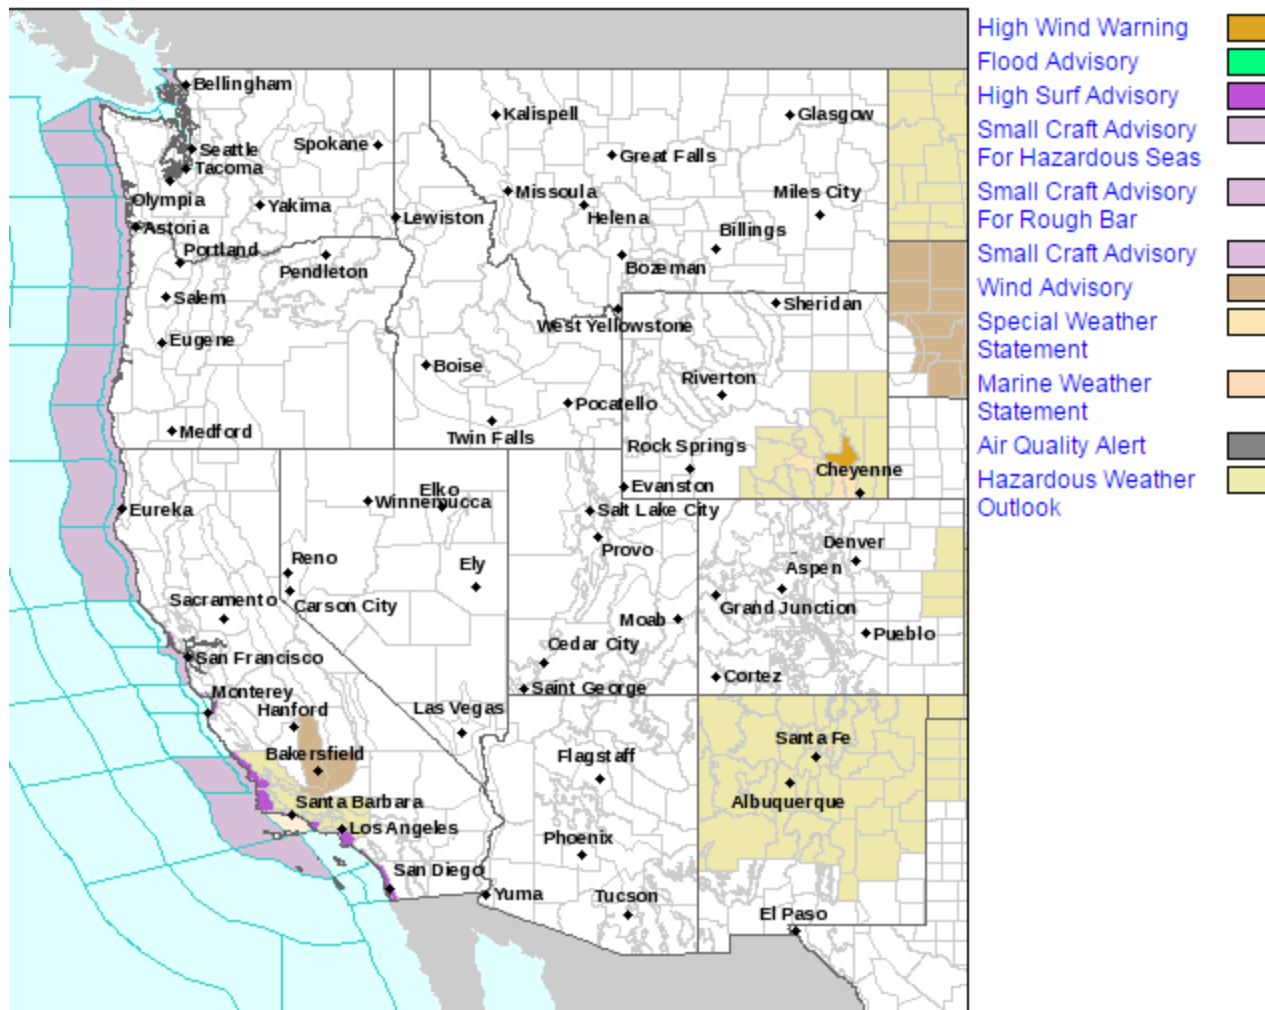 High Wind Warning
Flood Advisory
High Surf Advisory
Small Craft Advisory
For Hazardous Seas
Small Craft Advisory
For Rough Bar
Small Craft Advisory
Wind Advisory
Special Weather
Statement
Marine Weather
Statement
Air Quality Alert
Hazardous Weather
Outlook
Bellingham
Kalispell
Glasgow
Seattle
Spokane
Great Falls
Tacoma
Missoula
Miles City
Olympia
Yakima
Lewiston
Helena
Astoria
Billings
Portland
Pendleton
Bozeman
Salem
Sheridan
West Yellowstone
Eugene
Boise
Riverton
Pocatello
Medford
Twin Falls
Rock Springs
Cheyenne
Evanston
Elko
Winnemucca
Eureka
Salt Lake City
Provo
Denver
Reno
Ely
Aspen
Sacramento
Carson City
Grand Junction
Moab
Pueblo
Cedar City
San Francisco
Cortez
Monterey
Saint George
Hanford
Las Vegas
Santa Fe
Bakersfield
Flagstaff
Albuquerque
Santa Barbara
Los Angeles
Phoenix
San Diego
Yuma
Tucson
El Paso